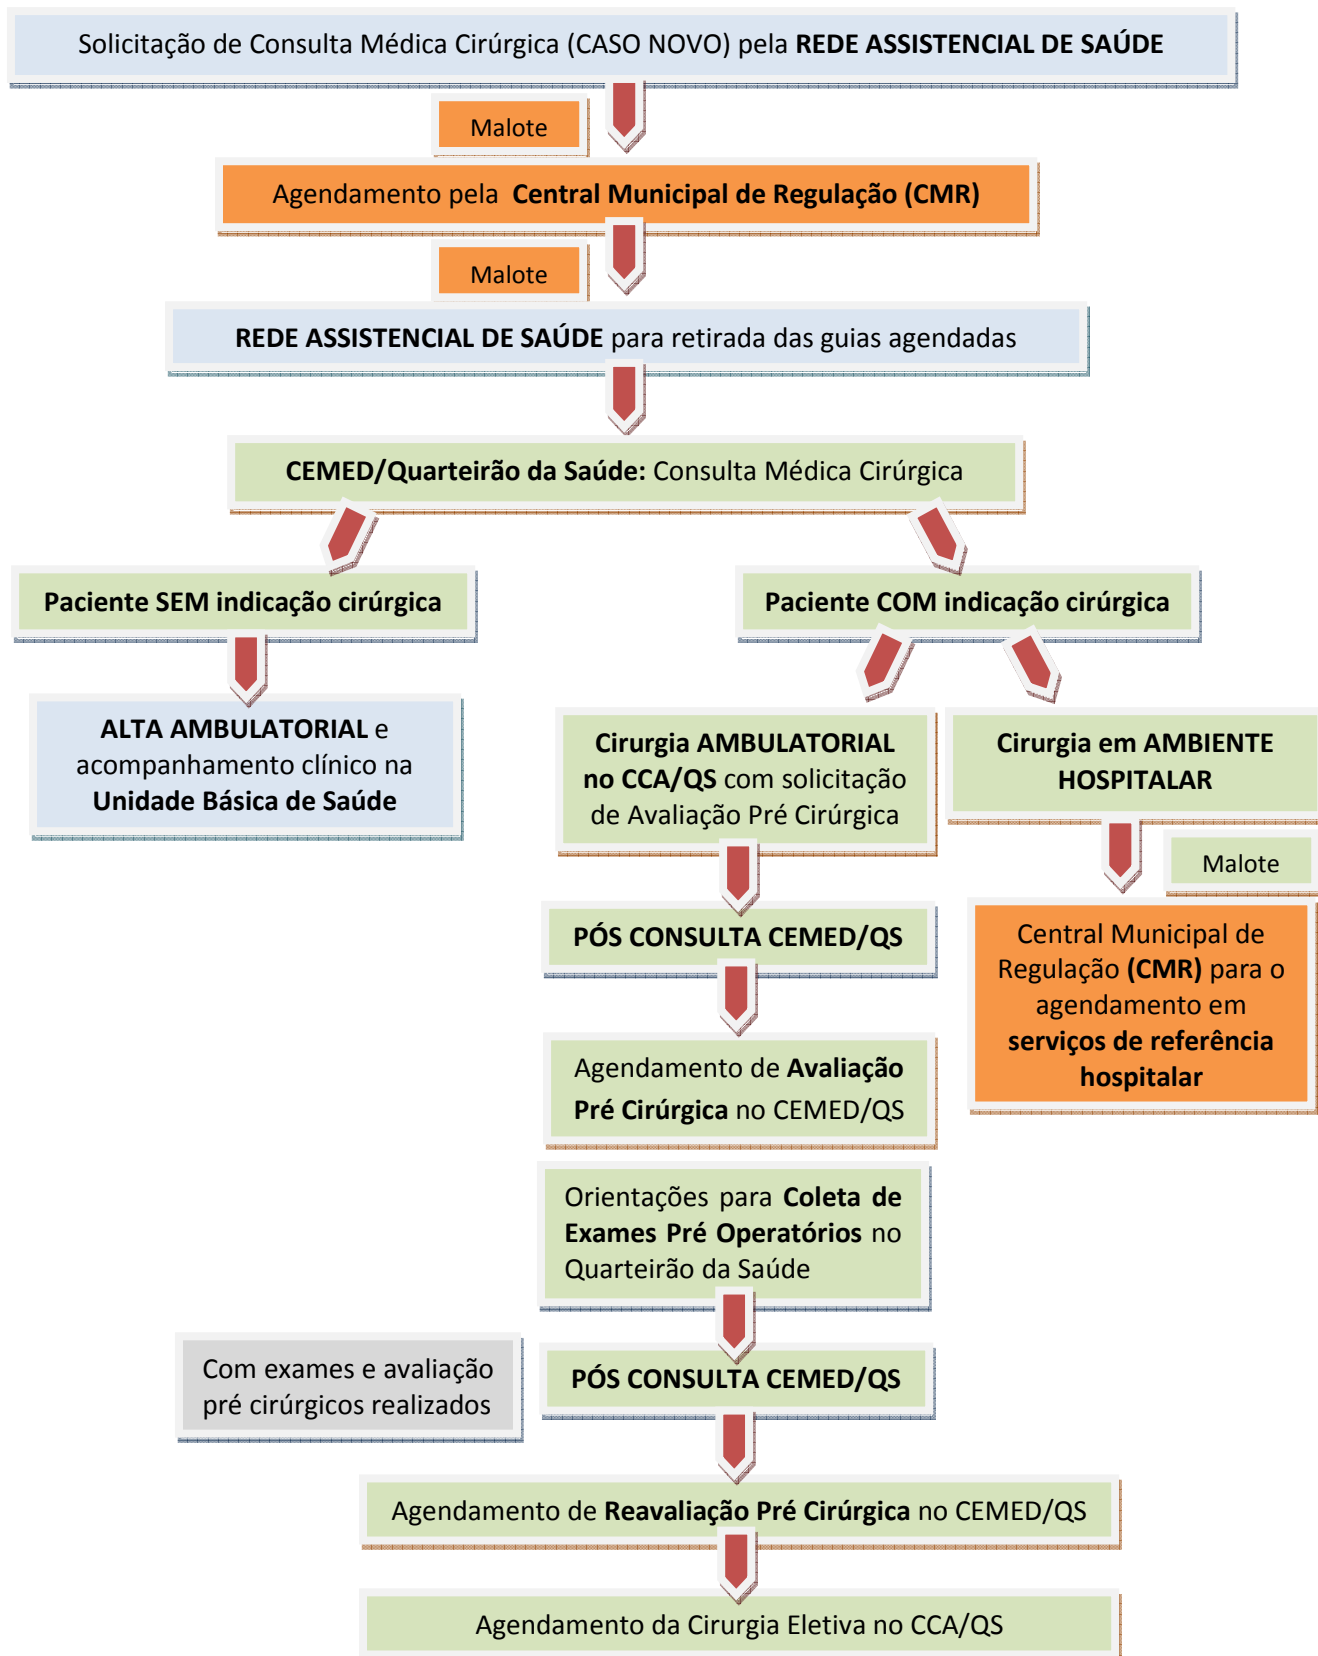 Solicitação de Consulta Médica Cirúrgica (CASO NOVO) pela REDE ASSISTENCIAL DE SAÚDE
Malote
Agendamento pela Central Municipal de Regulação (CMR)
Malote
REDE ASSISTENCIAL DE SAÚDE para retirada das guias agendadas
CEMED/Quarteirão da Saúde: Consulta Médica Cirúrgica
Paciente SEM indicação cirúrgica
Paciente COM indicação cirúrgica
ALTA AMBULATORIAL e
acompanhamento clínico na
Unidade Básica de Saúde
Cirurgia AMBULATORIAL
no CCA/QS com solicitação
de Avaliação Pré Cirúrgica
Cirurgia em AMBIENTE
HOSPITALAR
Malote
PÓS CONSULTA CEMED/QS
Central Municipal de
Regulação (CMR) para o
agendamento em
serviços de referência
hospitalar
Agendamento de Avaliação
Pré Cirúrgica no CEMED/QS
Orientações para Coleta de
Exames Pré Operatórios no
Quarteirão da Saúde
Com exames e avaliação
pré cirúrgicos realizados
PÓS CONSULTA CEMED/QS
Agendamento de Reavaliação Pré Cirúrgica no CEMED/QS
Agendamento da Cirurgia Eletiva no CCA/QS